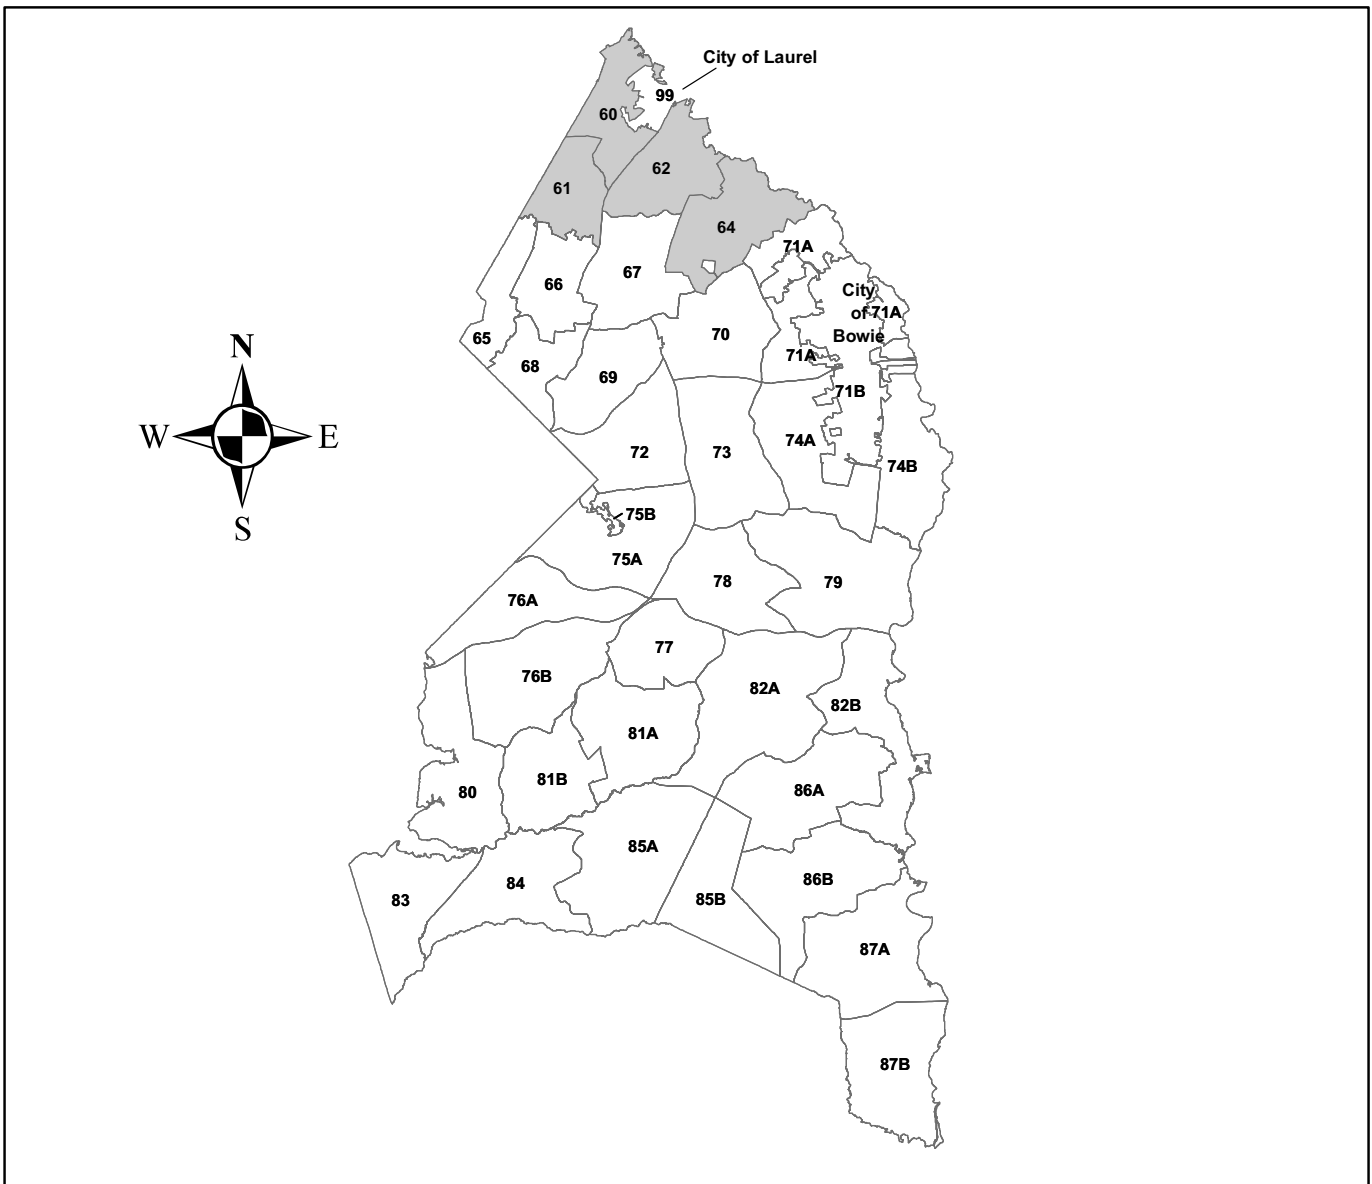 City of Laurel
99
60
62
61
64
71A
67
66
City
of 71A
Bowie
65
70
71A
68
69
71B
N
W E
S
72
73
74A
74B
75B
75A
78
79
76A
77
76B
82A
82B
81A
81B
80
86A
85A
86B
84
83
85B
87A
87B